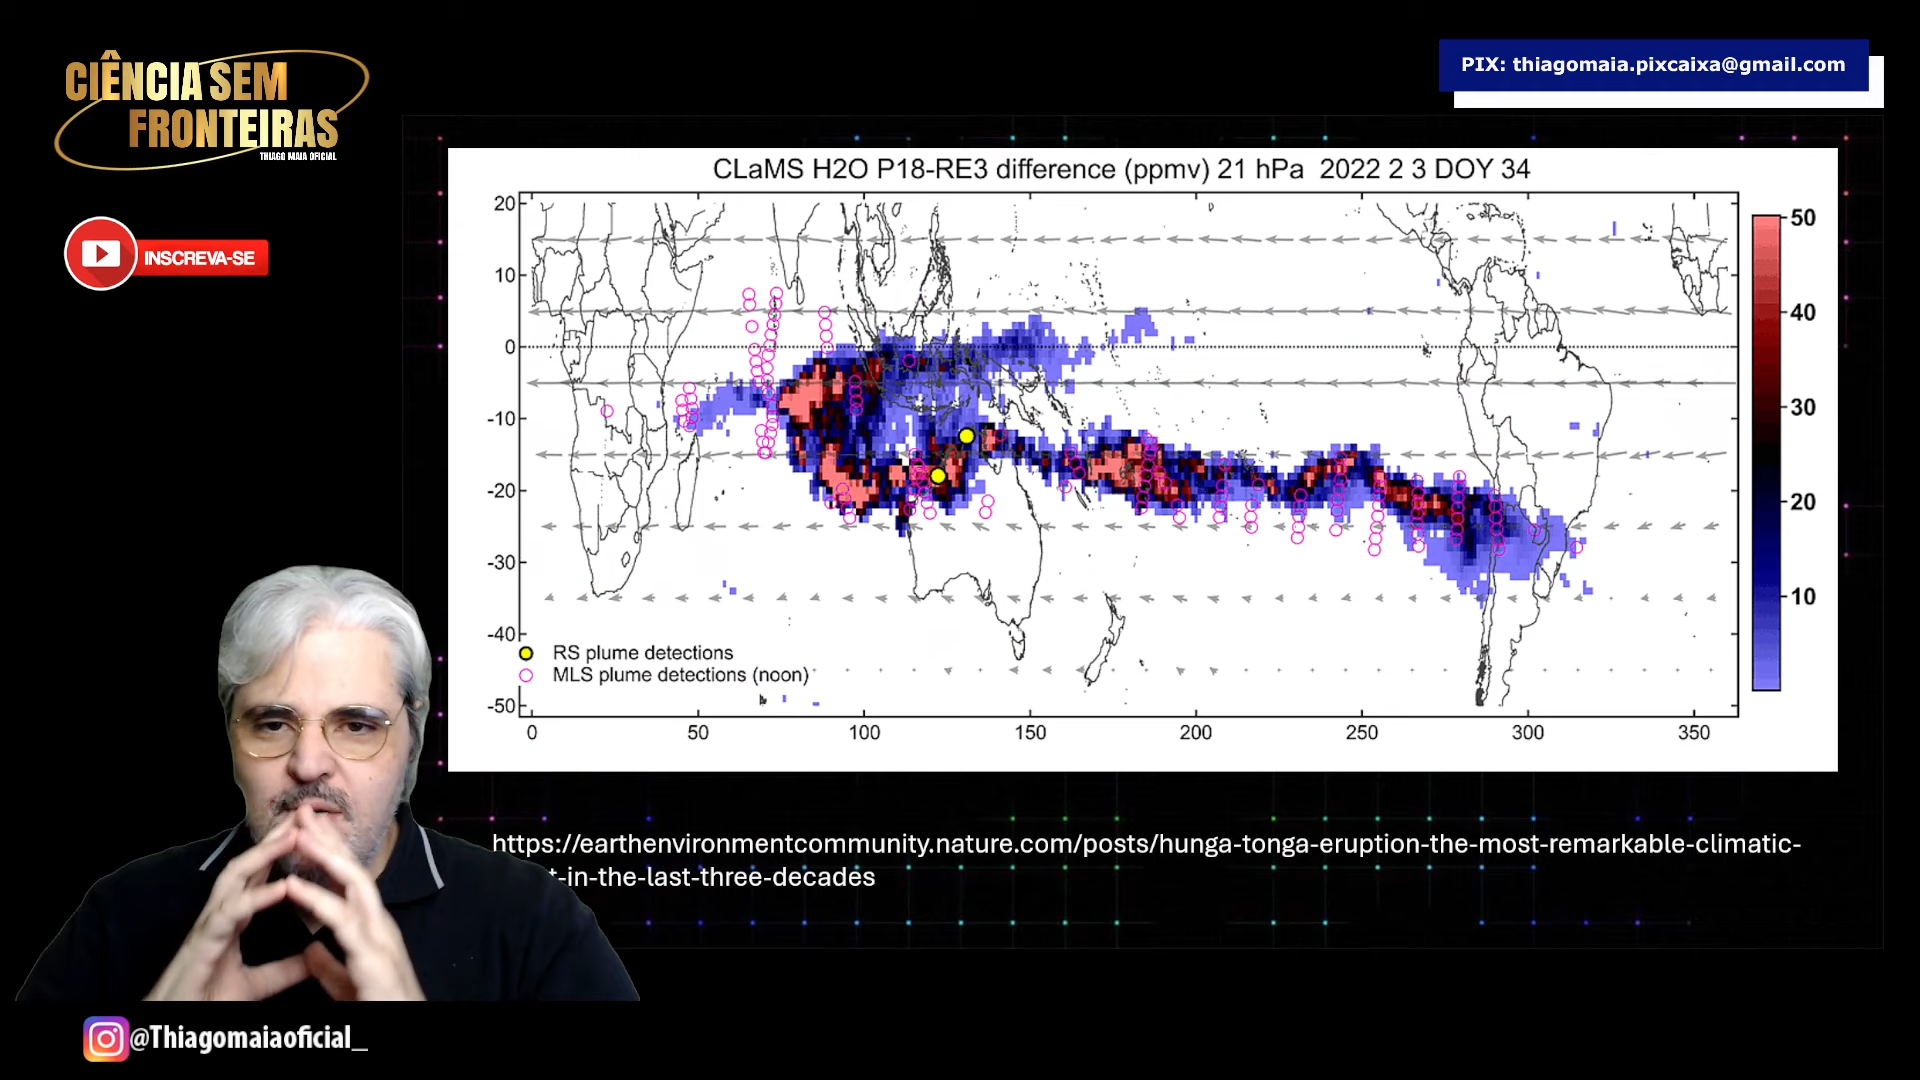 CIÊNCIA SEM
FRONTEIRAS
THIAGO MAIA OFICIAL
PIX: thiagomaia.pixcaixa@gmail.com
INSCREVA-SE
CLaMS H2O P18-RE3 difference (ppmv) 21 hPa 2022 2 3 DOY 34
20
10
0
-10
-20
-30
-40
-50
RS plume detections
MLS plume detections (noon)
0 50 100 150 200 250 300 350
50
40
30
20
10
https://earthenvironmentcommunity.nature.com/posts/hunga-tonga-eruption-the-most-remarkable-climatic-
t-in-the-last-three-decades
@Thiagomaiaoficial_